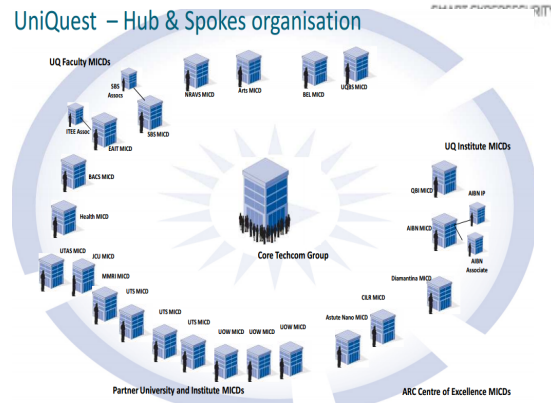 UniQuest – Hub & Spokes organisation
SMART CYBERSECURITY
UQ Faculty MICDs
SBS
Assocs
NRAVS MICD
Arts MICD
BEL MICD
UQBS MICD
ITEE Assoc
EAIT MICD
SBS MICD
UQ Institute MICDs
BACS MICD
QBI MICD
AIBN IP
Health MICD
AIBN MICD
Core Techcom Group
AIBN
Associate
UTAS MICD
JCU MICD
MMRI MICD
Diamantina MICD
UTS MICD
CILR MICD
UTS MICD
Astute Nano MICD
UTS MICD
UOW MICD
UOW MICD
UOW MICD
Partner University and Institute MICDs
ARC Centre of Excellence MICDs